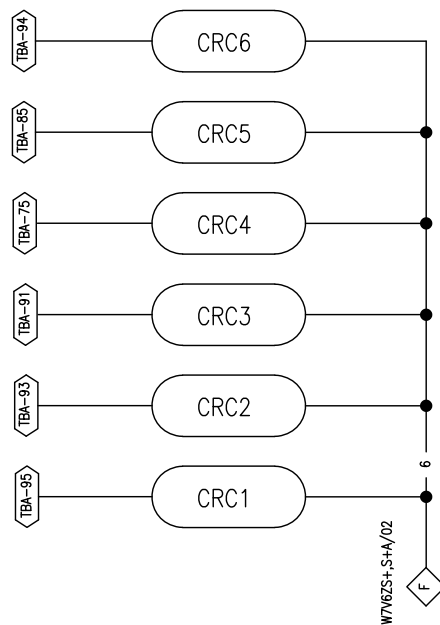 TBA-94
CRC6
TBA-85
CRC5
TBA-75
CRC4
TBA-91
CRC3
TBA-93
CRC2
TBA-95
CRC1
6
W7V6ZS+,S+A/02
F